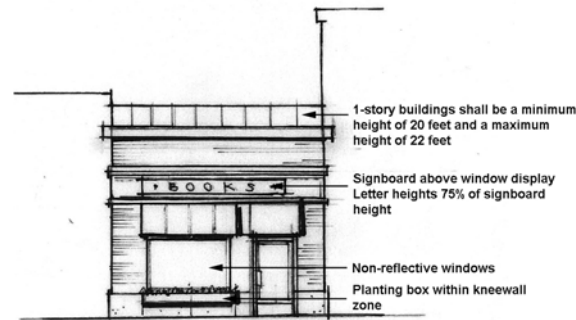 1-story buildings shall be a minimum
height of 20 feet and a maximum
height of 22 feet
BOOKS
Signboard above window display
Letter heights 75% of signboard
height
Non-reflective windows
Planting box within kneewall
zone